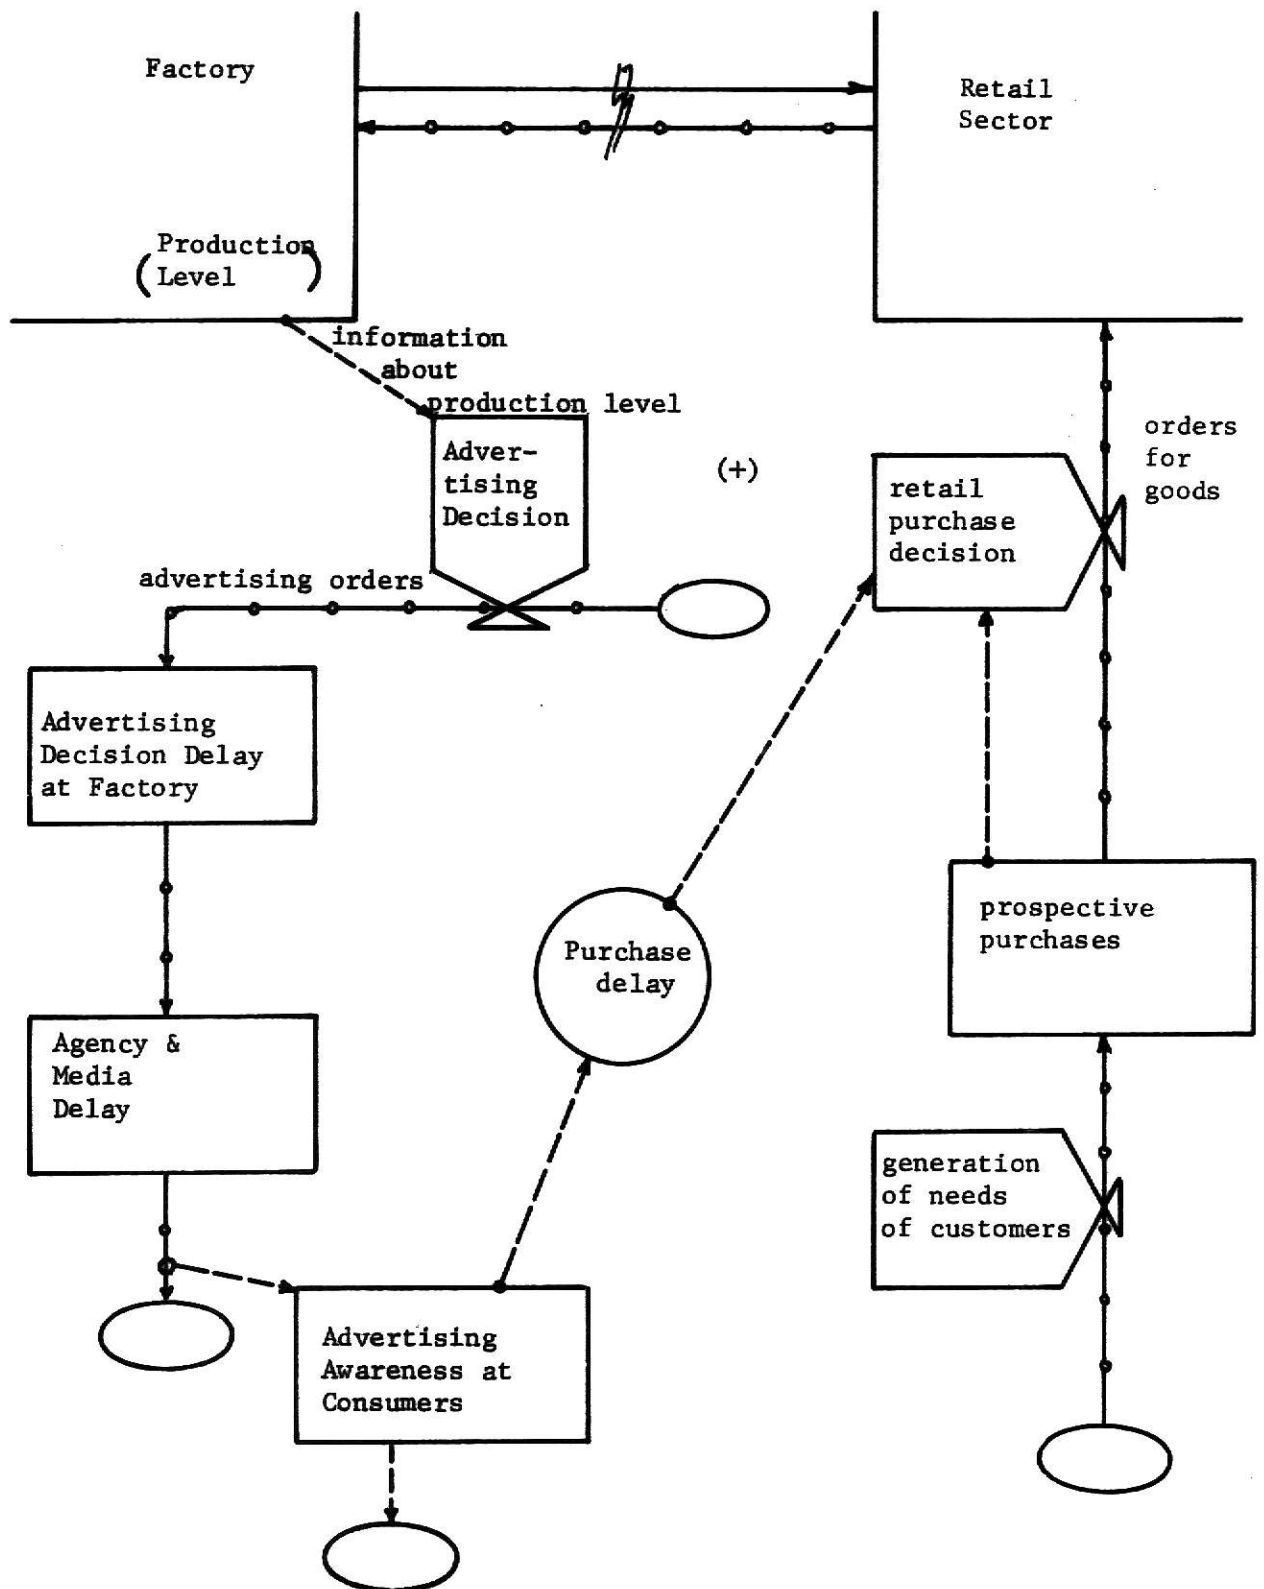 Factory
Retail
Sector
(Production
Level)
information
about
production level
Adver-
tising
Decision
(+)
orders
for
goods
retail
purchase
decision
advertising orders
Advertising
Decision Delay
at Factory
prospective
purchases
Purchase
delay
Agency &
Media
Delay
generation
of needs
of customers
Advertising
Awareness at
Consumers